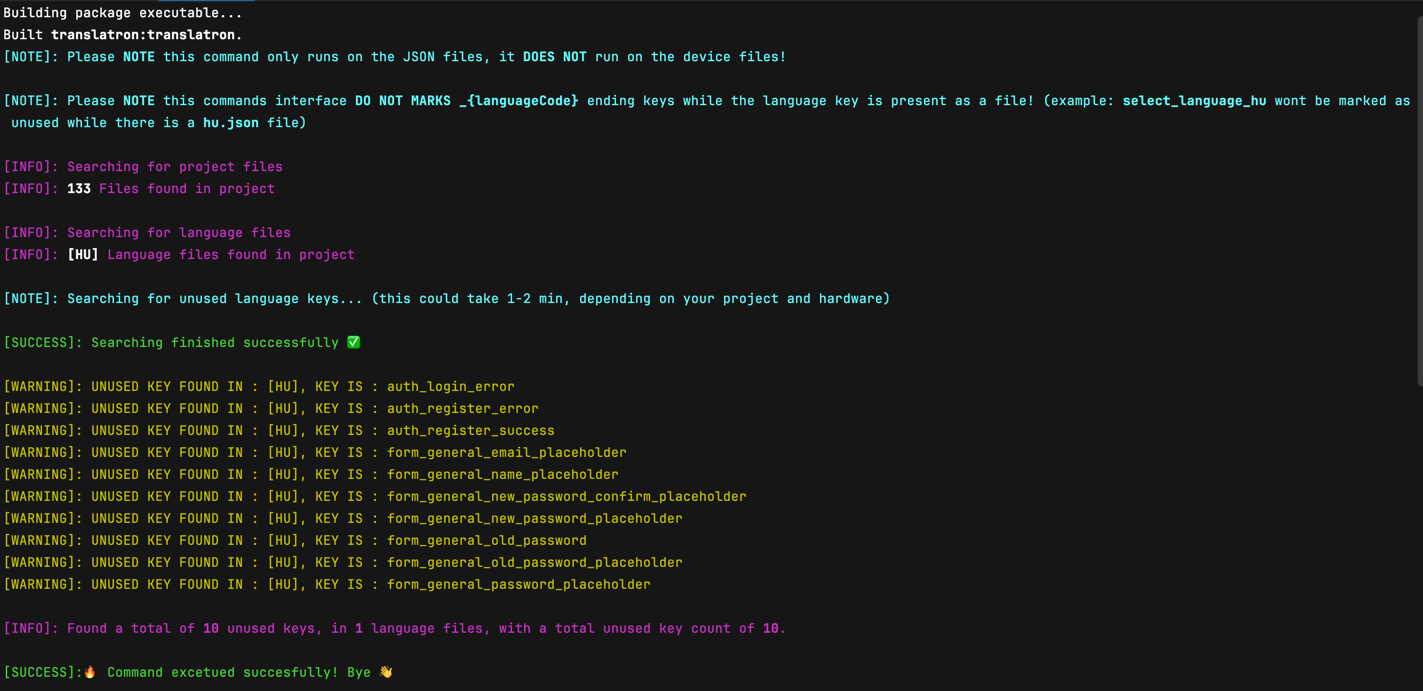 Building package executable...
Built translatron:translatron.
[NOTE]: Please NOTE this command only runs on the JSON files, it DOES NOT run on the device files!
[NOTE]: Please NOTE this commands interface DO NOT MARKS _{languageCode} ending keys while the language key is present as a file! (example: select_language_hu wont be marked as
unused while there is a hu.json file)
[INFO]: Searching for project files
[INFO]: 133 Files found in project
[INFO]: Searching for language files
[INFO]: [HU] Language files found in project
[NOTE]: Searching for unused language keys... (this could take 1-2 min, depending on your project and hardware)
[SUCCESS]: Searching finished successfully ✅
[WARNING]: UNUSED KEY FOUND IN : [HU], KEY IS : auth_login_error
[WARNING]: UNUSED KEY FOUND IN : [HU], KEY IS : auth_register_error
[WARNING]: UNUSED KEY FOUND IN : [HU], KEY IS : auth_register_success
[WARNING]: UNUSED KEY FOUND IN : [HU], KEY IS : form_general_email_placeholder
[WARNING]: UNUSED KEY FOUND IN : [HU], KEY IS : form_general_name_placeholder
[WARNING]: UNUSED KEY FOUND IN : [HU], KEY IS : form_general_new_password_confirm_placeholder
[WARNING]: UNUSED KEY FOUND IN : [HU], KEY IS : form_general_new_password_placeholder
[WARNING]: UNUSED KEY FOUND IN : [HU], KEY IS : form_general_old_password
[WARNING]: UNUSED KEY FOUND IN : [HU], KEY IS : form_general_old_password_placeholder
[WARNING]: UNUSED KEY FOUND IN : [HU], KEY IS : form_general_password_placeholder
[INFO]: Found a total of 10 unused keys, in 1 language files, with a total unused key count of 10.
[SUCCESS]:🔥 Command excetued succesfully! Bye 👋